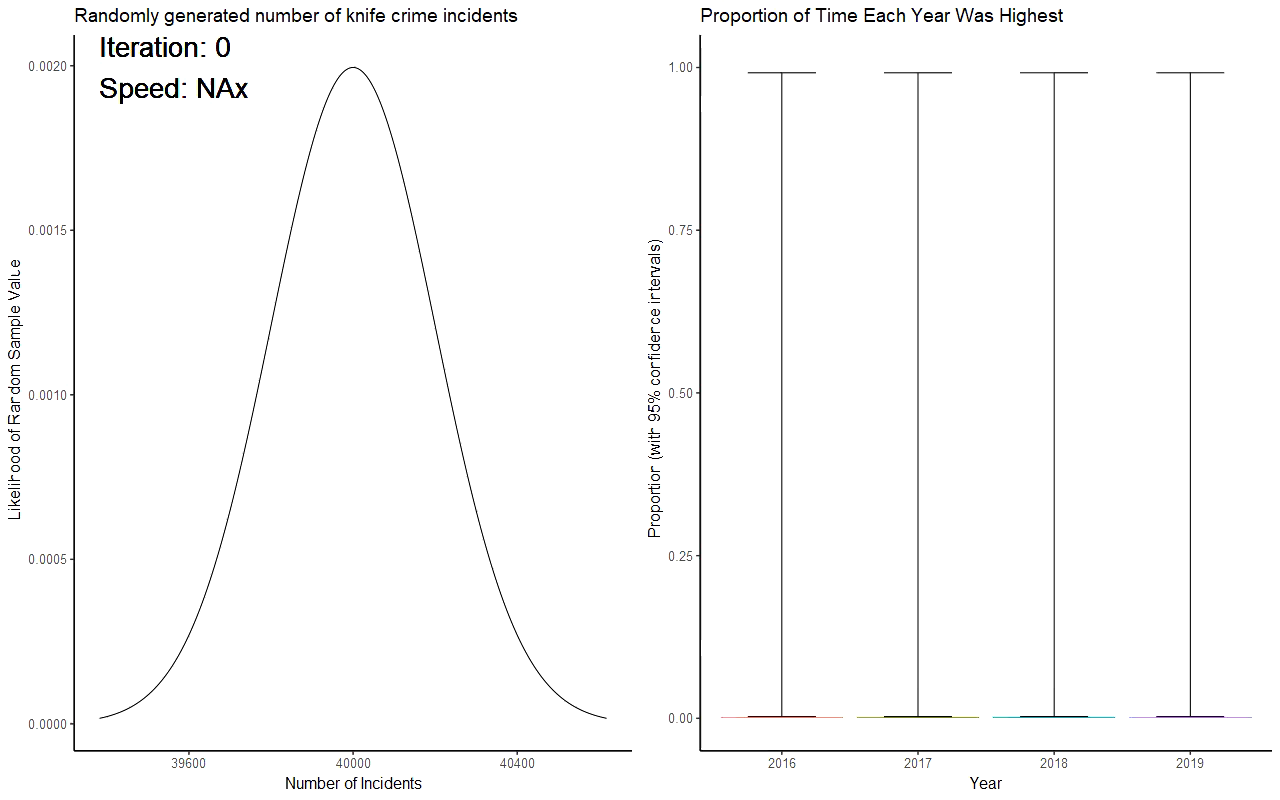 Randomly generated number of knife crime incidents
Iteration: 0
Speed: NAx
0.0020
0.0015
0.0010
0.0005
0.0000
Likelihood of Random Sample Value
39600
40000
40400
Number of Incidents
Proportion of Time Each Year Was Highest
1.00
0.75
0.50
0.25
0.00
Proportion (with 95% confidence intervals)
2016
2017
2018
2019
Year